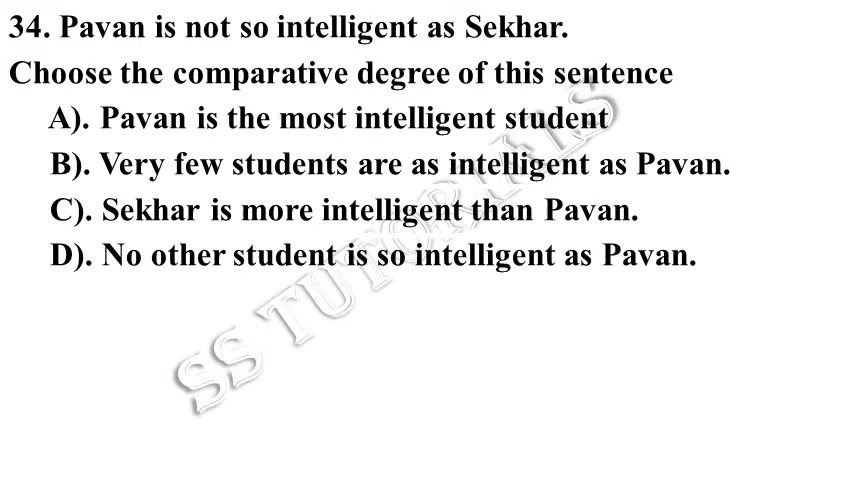 34. Pavan is not so intelligent as Sekhar.
Choose the comparative degree of this sentence
A). Pavan is the most intelligent student
B). Very few students are as intelligent as Pavan.
C). Sekhar is more intelligent than Pavan.
D). No other student is so intelligent as Pavan.
SS TUTORIALS